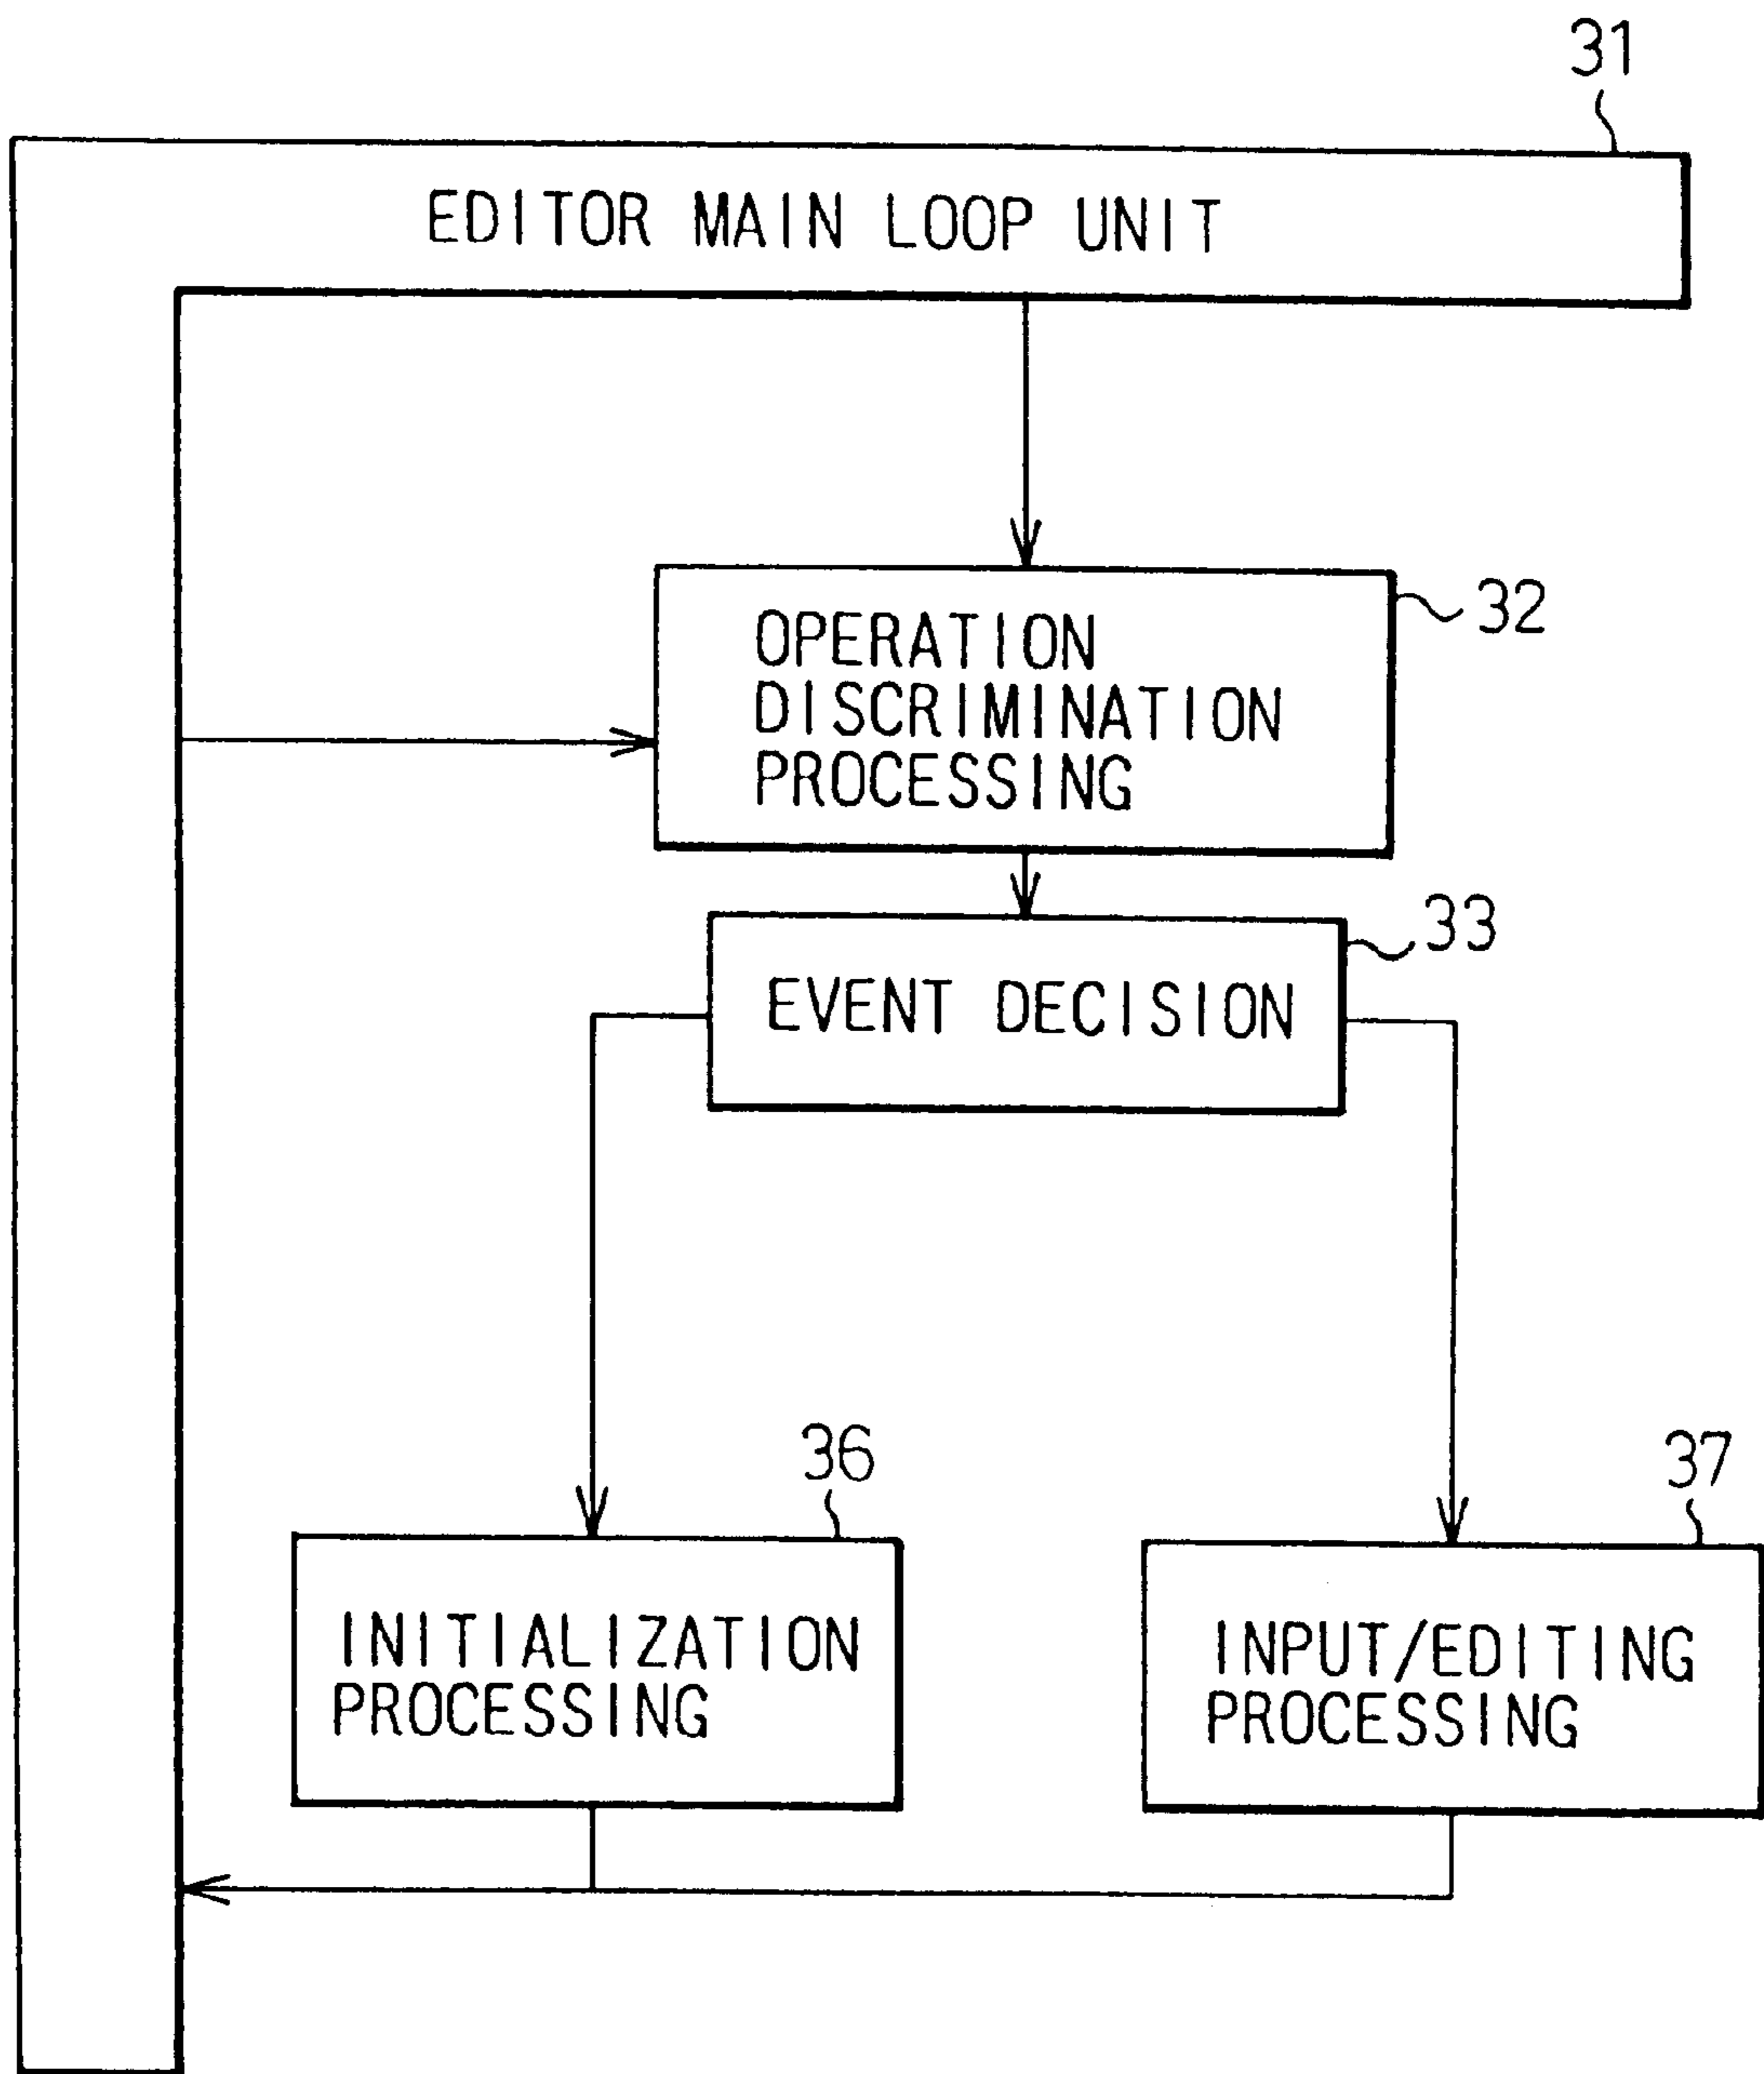 31
EDITOR MAIN LOOP UNIT
32
OPERATION
DISCRIMINATION
PROCESSING
33
EVENT DECISION
36
37
INITIALIZATION
PROCESSING
INPUT/EDITING
PROCESSING